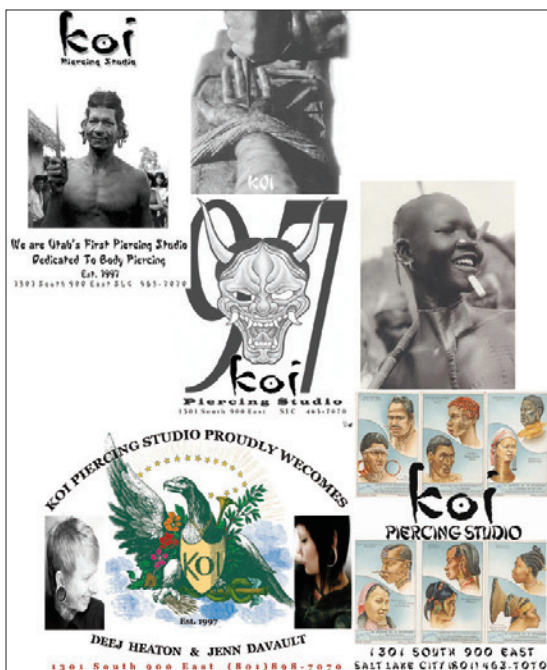 koi
Piercing Studio
We are Utah's First Piercing Studio
Dedicated To Body Piercing
Est. 1997
1301 South 900 East SLC 463-7070
KOI
97
koi
Piercing Studio
1301 South 900 East SLC 463-7070
KOI PIERCING STUDIO PROUDLY WECOMES
KOI
Est. 1997
DEEJ HEATON & JENN DAVAULT
1301 South 900 East (801)898-7070
koi
PIERCING STUDIO
1301 SOUTH 900 EAST
SALT LAKE CITY (801) 463-7070